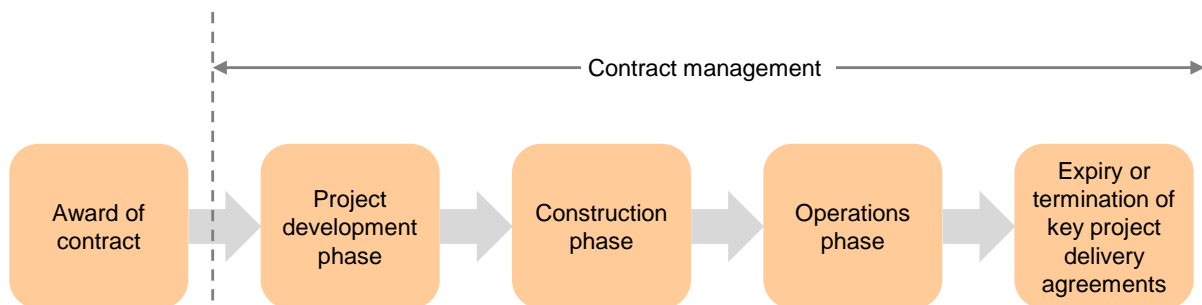 Contract management
Award of
contract
Project
development
phase
Construction
phase
Operations
phase
Expiry or
termination of
key project
delivery
agreements